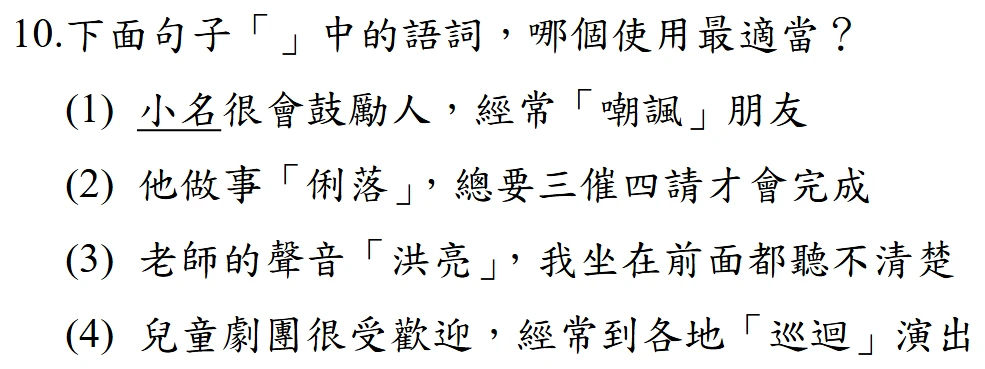 10.下面句子「」中的語詞，哪個使用最適當？
(1) 小名很會鼓勵人，經常「嘲諷」朋友
(2) 他做事「俐落」，總要三催四請才會完成
(3) 老師的聲音「洪亮」，我坐在前面都聽不清楚
(4) 兒童劇團很受歡迎，經常到各地「巡迴」演出